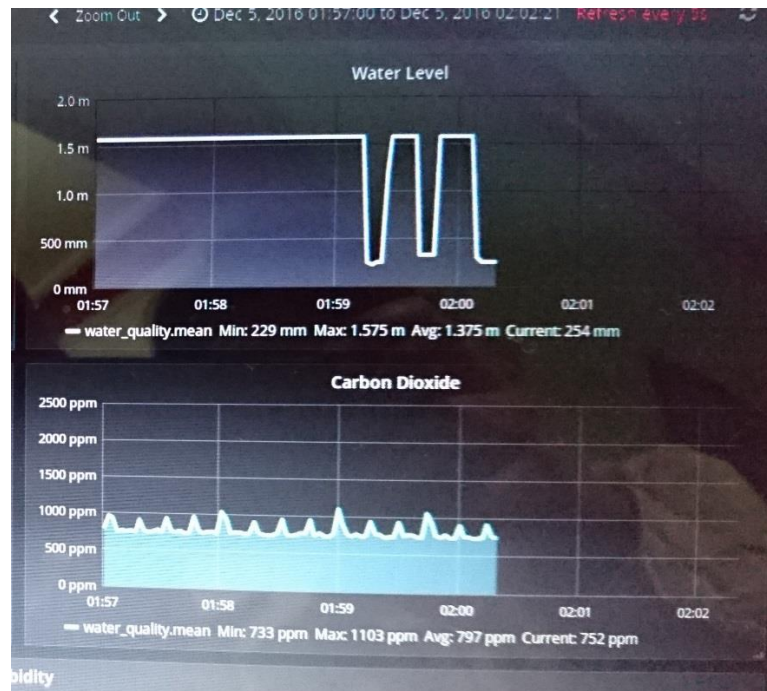 Zoom Out Dec 5, 2016 01:57:00 to Dec 5, 2016 02:02:21 Refresh every 5s
Water Level
2.0 m
1.5 m
1.0 m
500 mm
0 mm
01:57 01:58 01:59 02:00 02:01 02:02
water_quality.mean Min: 229 mm Max: 1.575 m Avg: 1.375 m Current: 254 mm
Carbon Dioxide
2500 ppm
2000 ppm
1500 ppm
1000 ppm
500 ppm
0 ppm
01:57 01:58 01:59 02:00 02:01 02:02
water_quality.mean Min: 733 ppm Max: 1103 ppm Avg: 797 ppm Current: 752 ppm
bidity